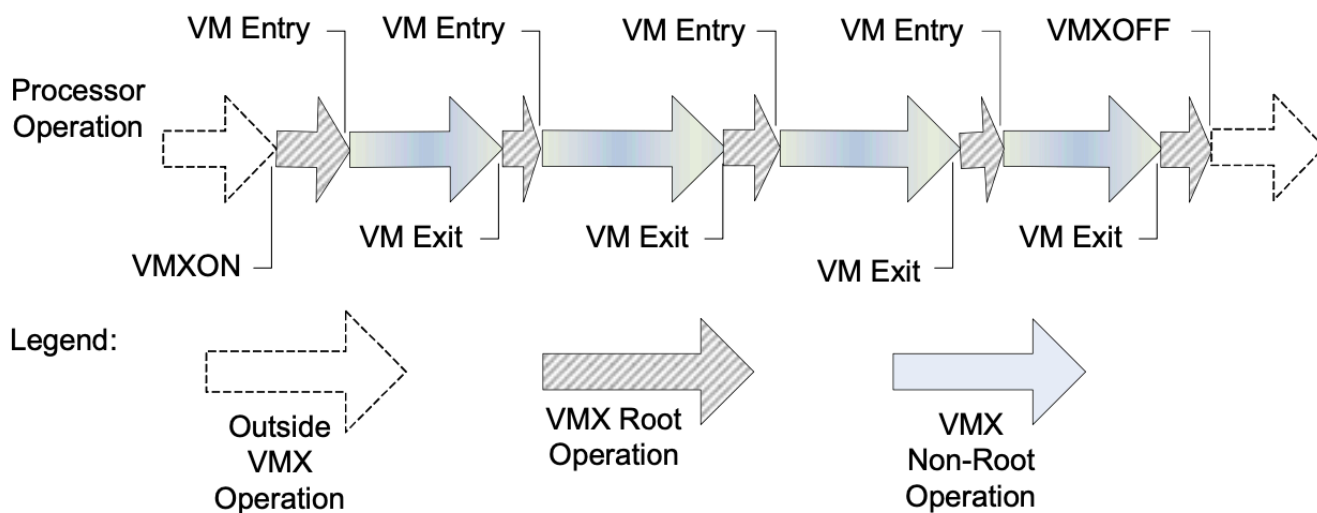 VM Entry
VM Entry
VM Entry
VM Entry
VMXOFF
Processor
Operation
VMXON
VM Exit
VM Exit
VM Exit
VM Exit
Legend:
Outside
VMX
Operation
VMX Root
Operation
VMX
Non-Root
Operation